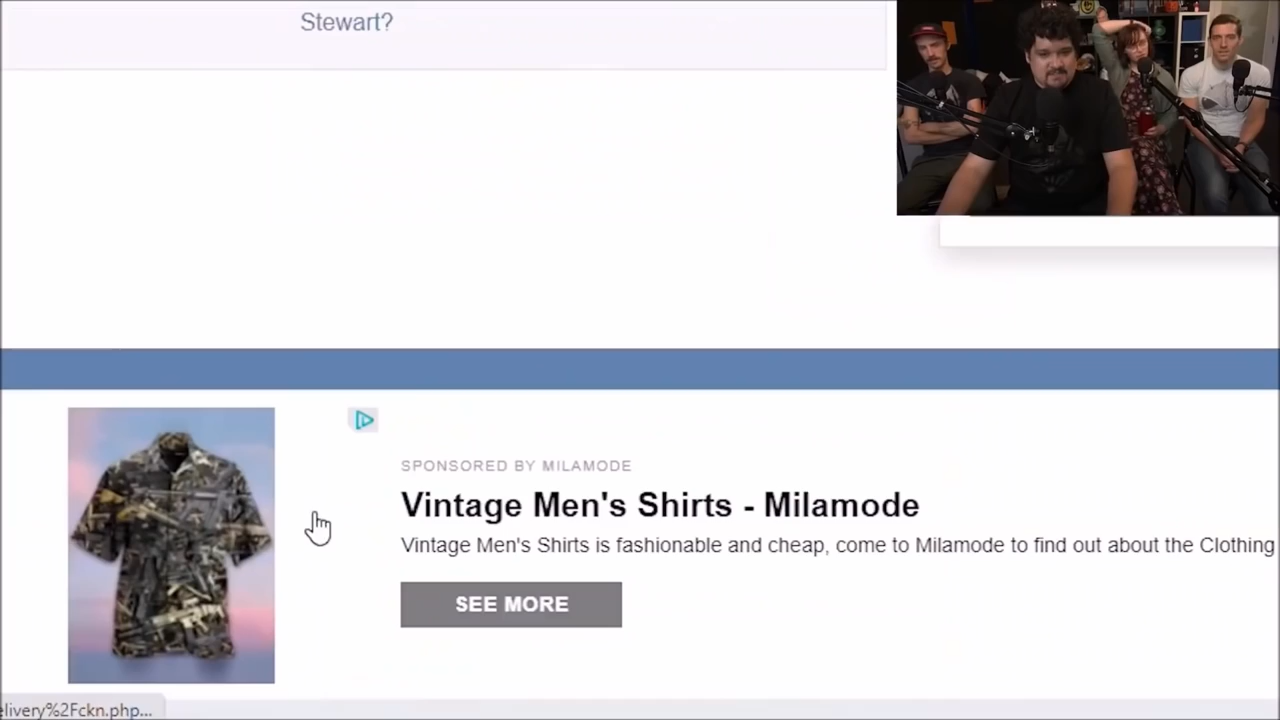 Stewart?
SPONSORED BY MILAMODE
Vintage Men's Shirts - Milamode
Vintage Men's Shirts is fashionable and cheap, come to Milamode to find out about the Clothing
SEE MORE
elivery%2Fckn.php...